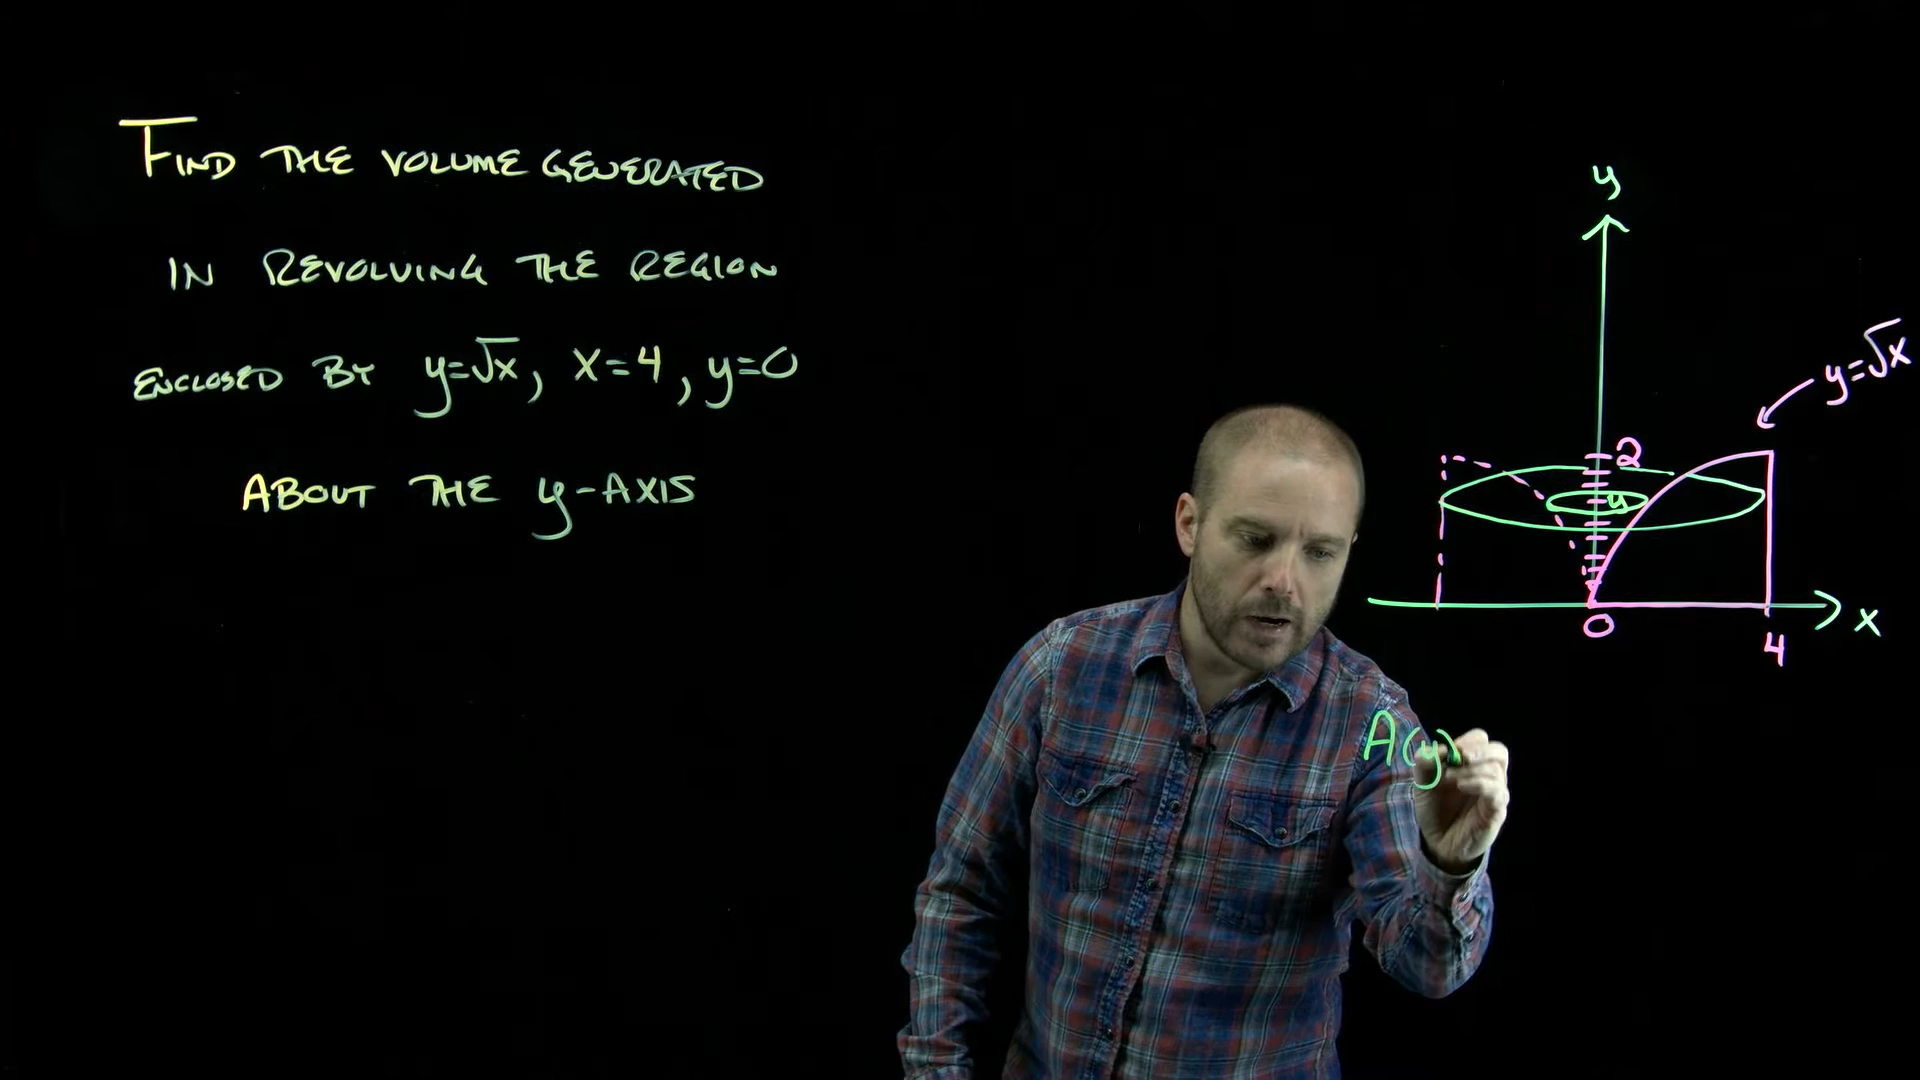 FIND THE VOLUME GENERATED
IN REVOLVING THE REGION
ENCLOSED BY y=√x, x=4, y=0
ABOUT THE y-AXIS
y
y=√x
2
y
0
x
4
A(y)